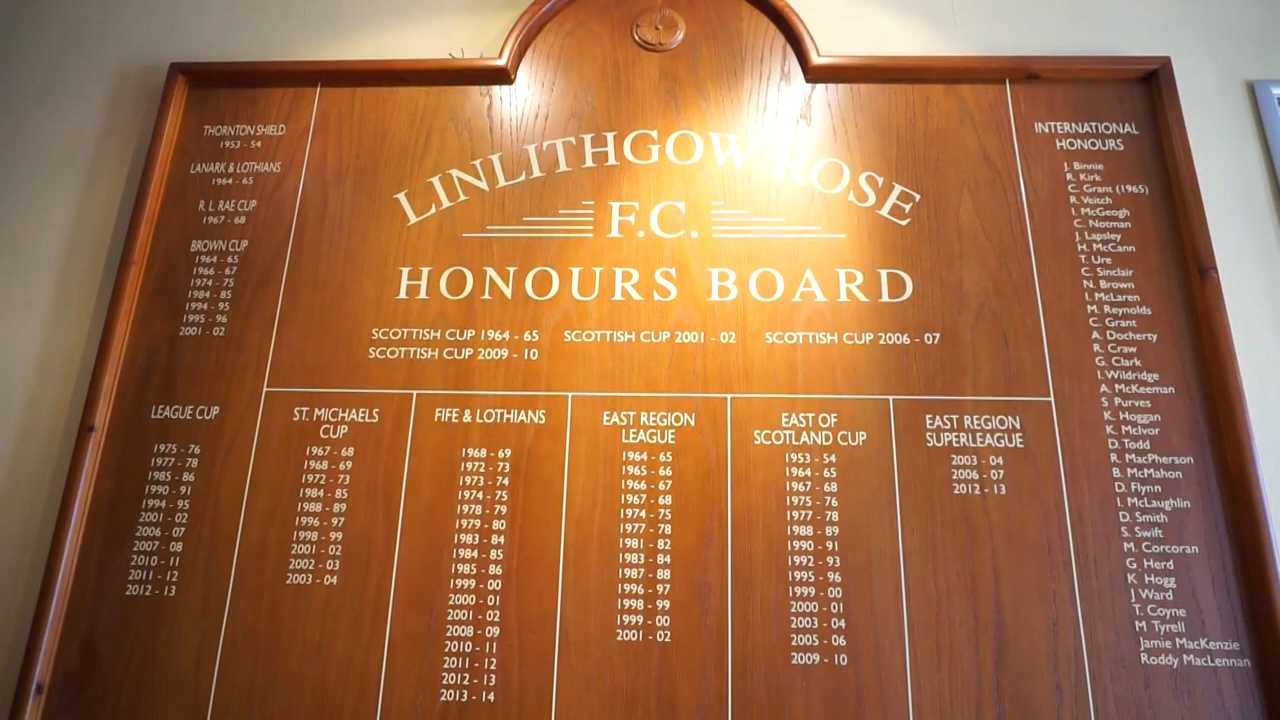 LINLITHGOW ROSE
F.C.
HONOURS BOARD
SCOTTISH CUP 1964 - 65 SCOTTISH CUP 2001 - 02 SCOTTISH CUP 2006 - 07
SCOTTISH CUP 2009 - 10
THORNTON SHIELD
1953 - 54
LANARK & LOTHIANS
1964 - 65
R. L. RAE CUP
1967 - 68
BROWN CUP
1964 - 65
1966 - 67
1974 - 75
1984 - 85
1994 - 95
1995 - 96
2001 - 02
LEAGUE CUP
1975 - 76
1977 - 78
1985 - 86
1990 - 91
1994 - 95
2001 - 02
2006 - 07
2007 - 08
2010 - 11
2011 - 12
2012 - 13
ST. MICHAELS
CUP
1967 - 68
1968 - 69
1972 - 73
1984 - 85
1988 - 89
1996 - 97
1998 - 99
2001 - 02
2002 - 03
2003 - 04
FIFE & LOTHIANS
1968 - 69
1972 - 73
1973 - 74
1974 - 75
1978 - 79
1979 - 80
1983 - 84
1984 - 85
1985 - 86
1999 - 00
2000 - 01
2001 - 02
2008 - 09
2010 - 11
2011 - 12
2012 - 13
2013 - 14
EAST REGION
LEAGUE
1964 - 65
1965 - 66
1966 - 67
1967 - 68
1974 - 75
1977 - 78
1981 - 82
1983 - 84
1987 - 88
1996 - 97
1998 - 99
1999 - 00
2001 - 02
EAST OF
SCOTLAND CUP
1953 - 54
1964 - 65
1967 - 68
1975 - 76
1977 - 78
1988 - 89
1990 - 91
1992 - 93
1995 - 96
1999 - 00
2000 - 01
2003 - 04
2005 - 06
2009 - 10
EAST REGION
SUPERLEAGUE
2003 - 04
2006 - 07
2012 - 13
INTERNATIONAL
HONOURS
J. Binnie
R. Kirk
C. Grant (1965)
R. Veitch
I. McGeogh
C. Notman
J. Lapsley
H. McCann
T. Ure
C. Sinclair
N. Brown
I. McLaren
M. Reynolds
C. Grant
A. Docherty
R. Craw
G. Clark
I. Wildridge
A. McKeeman
S Purves
K. Hoggan
K. McIvor
D. Todd
R. MacPherson
B. McMahon
D. Flynn
I. McLaughlin
D. Smith
S. Swift
M. Corcoran
G Herd
K Hogg
J Ward
T. Coyne
M Tyrell
Jamie MacKenzie
Roddy MacLennan